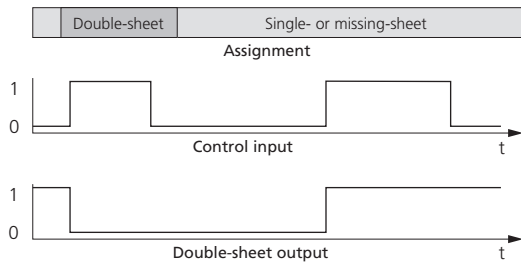 Double-sheet Single- or missing-sheet
Assignment
1
0
Control input t
1
0
Double-sheet output t